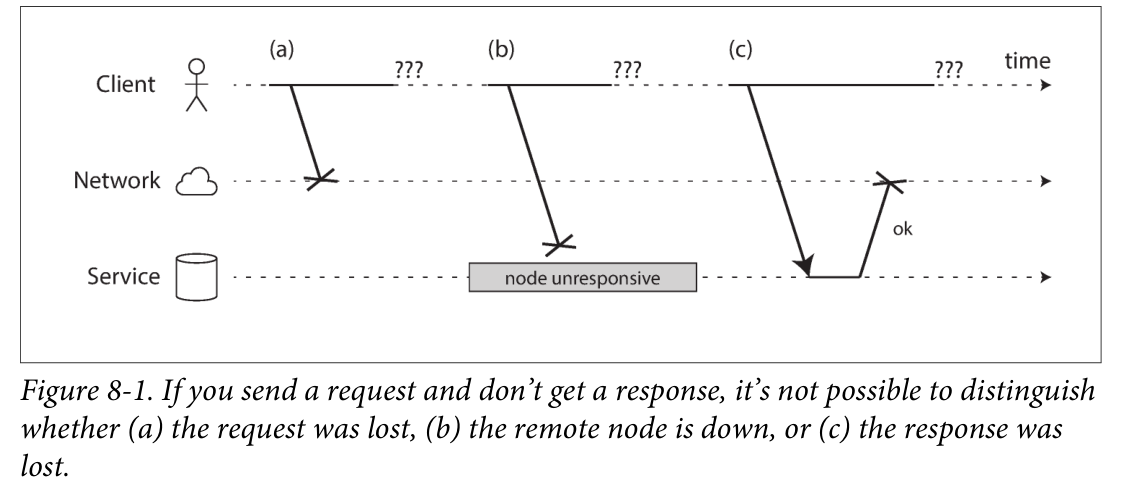 (a) (b) (c)
??? ??? ??? time
Client
Network
ok
Service
node unresponsive
Figure 8-1. If you send a request and don’t get a response, it’s not possible to distinguish
whether (a) the request was lost, (b) the remote node is down, or (c) the response was
lost.